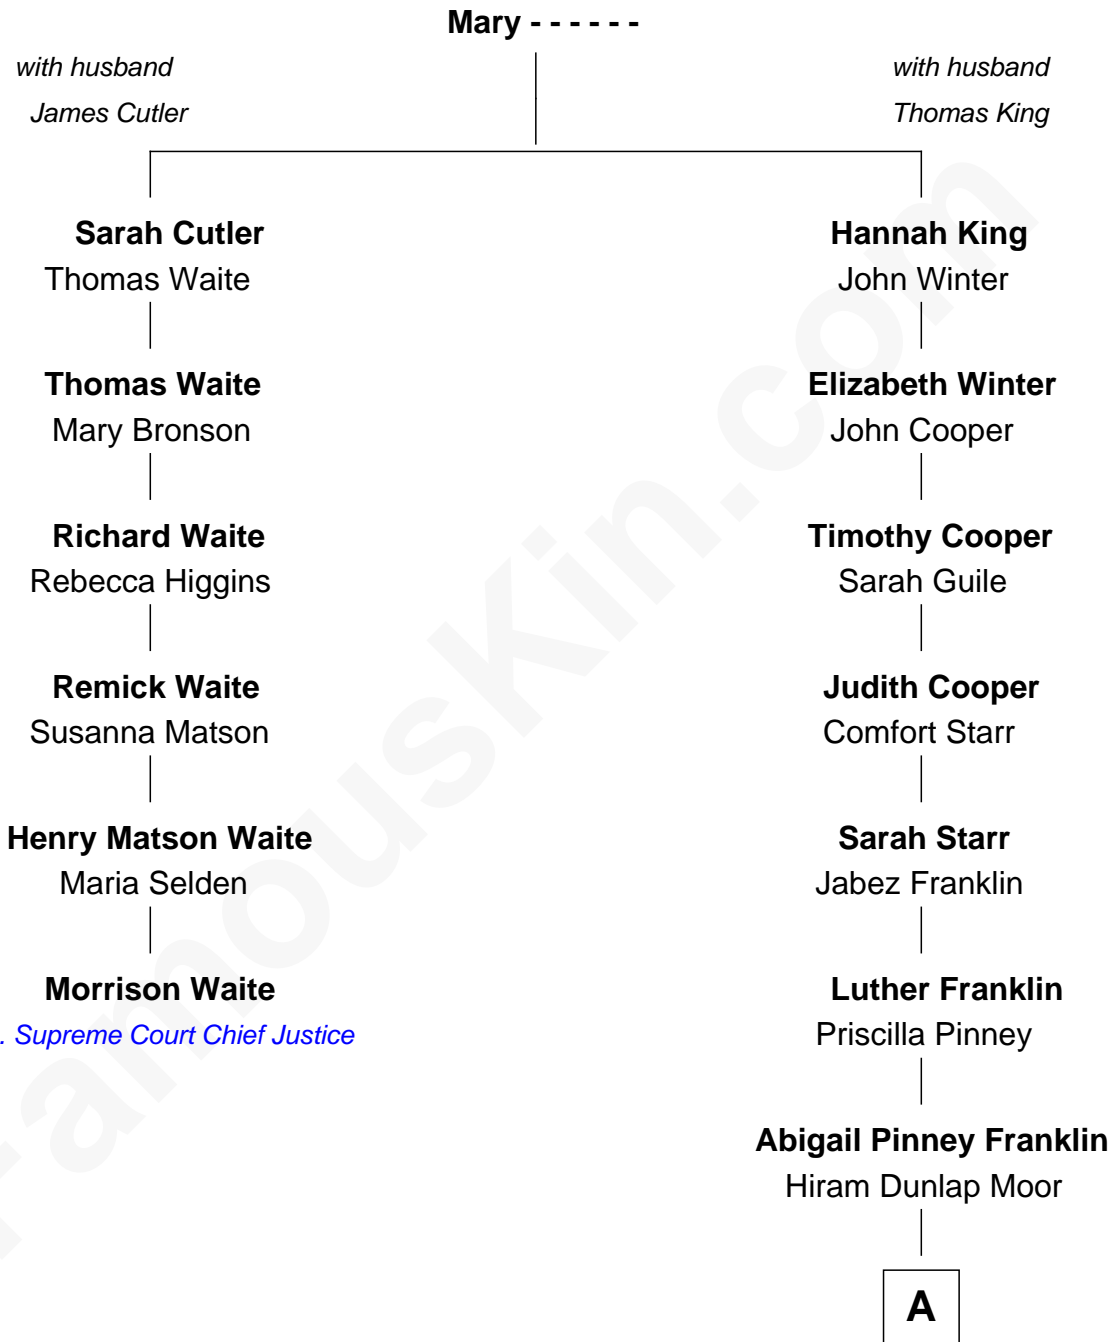 Mary - - - - - -
with husband
James Cutler
with husband
Thomas King
Sarah Cutler
Thomas Waite
Hannah King
John Winter
Thomas Waite
Mary Bronson
Elizabeth Winter
John Cooper
Richard Waite
Rebecca Higgins
Timothy Cooper
Sarah Guile
Remick Waite
Susanna Matson
Judith Cooper
Comfort Starr
Henry Matson Waite
Maria Selden
Sarah Starr
Jabez Franklin
Morrison Waite
. Supreme Court Chief Justice
Luther Franklin
Priscilla Pinney
Abigail Pinney Franklin
Hiram Dunlap Moor
A
FamousKin.com